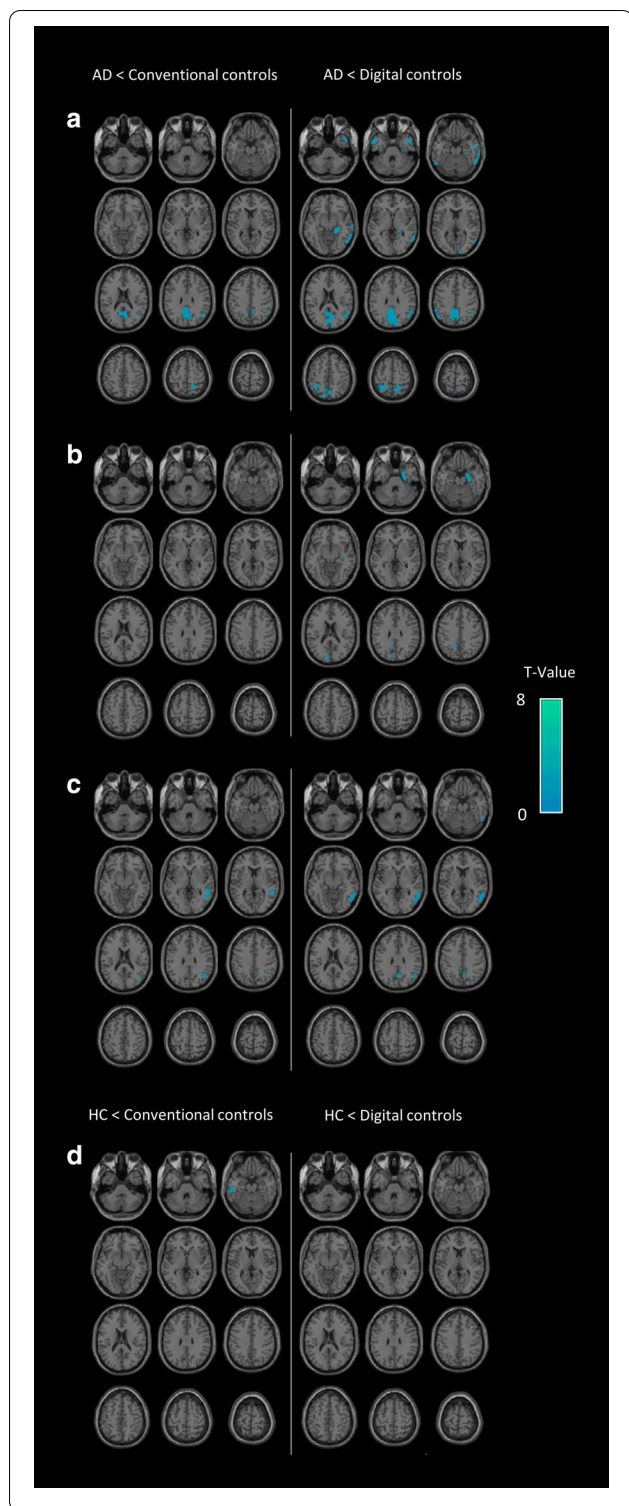 AD < Conventional controls
AD < Digital controls
a
b
T-Value
8
0
c
HC < Conventional controls
HC < Digital controls
d